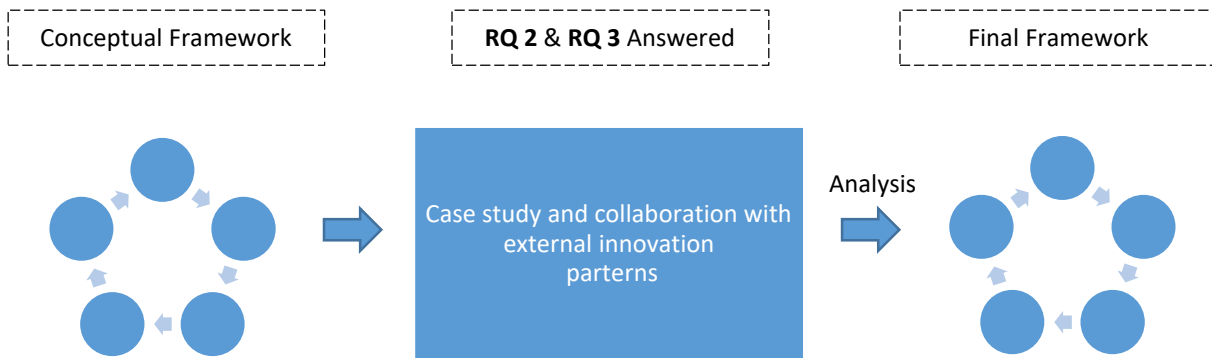 Conceptual Framework
RQ 2 & RQ 3 Answered
Final Framework
Case study and collaboration with
external innovation
parterns
Analysis